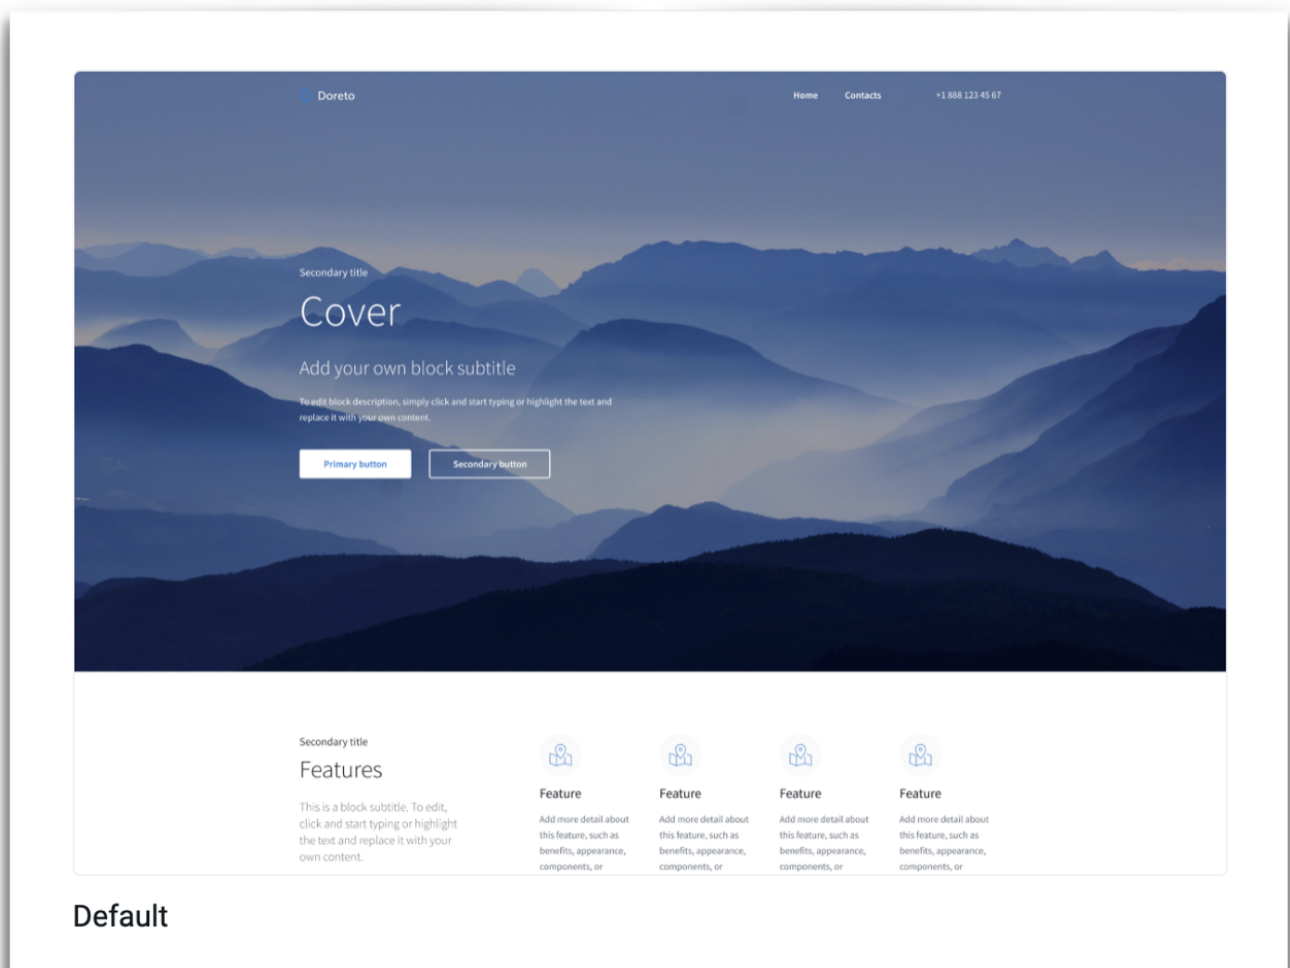 Doreto
Home
Contacts
+1 888 123 45 67
Secondary title
Cover
Add your own block subtitle
To edit block description, simply click and start typing or highlight the text and
replace it with your own content.
Primary button
Secondary button
Secondary title
Features
This is a block subtitle. To edit,
click and start typing or highlight
the text and replace it with your
own content.
Feature
Add more detail about
this feature, such as
benefits, appearance,
components, or
Feature
Add more detail about
this feature, such as
benefits, appearance,
components, or
Feature
Add more detail about
this feature, such as
benefits, appearance,
components, or
Feature
Add more detail about
this feature, such as
benefits, appearance,
components, or
Default